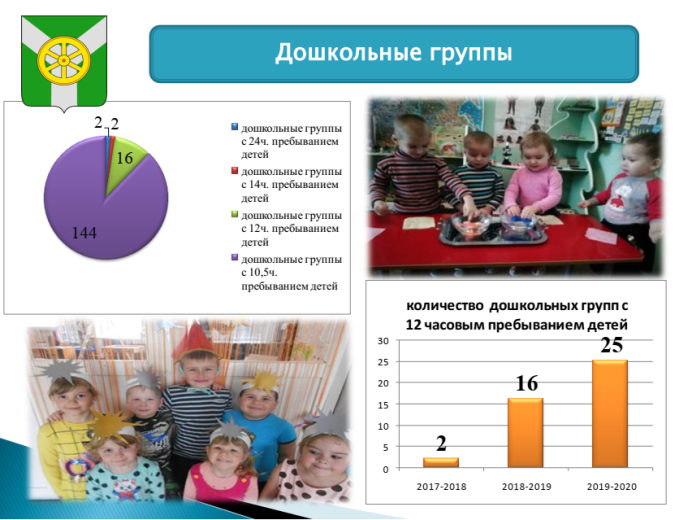 Дошкольные группы
2
2
16
144
дошкольные группы
с 24ч. пребыванием
детей
дошкольные группы
с 14ч. пребыванием
детей
дошкольные группы
с 12ч. пребыванием
детей
дошкольные группы
с 10,5ч.
пребыванием детей
количество дошкольных групп с
12 часовым пребыванием детей
30
25
20
15
10
5
0
2
16
25
2017-2018
2018-2019
2019-2020